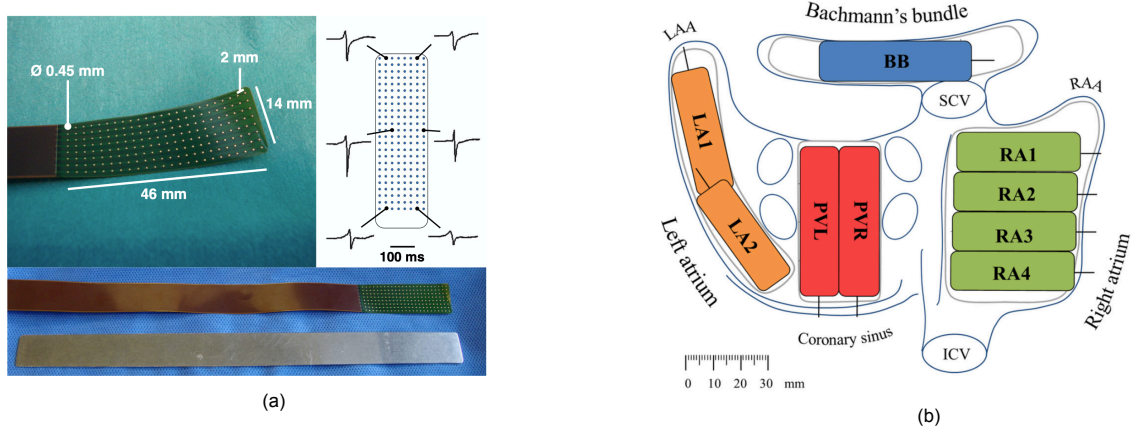 Ø 0.45 mm
2 mm
14 mm
46 mm
100 ms
(a)
Bachmann's bundle
LAA
BB
SCV
RAA
LA1
LA2
PVL
PVR
RA1
RA2
RA3
RA4
Left atrium
Right atrium
Coronary sinus
ICV
0 10 20 30 mm
(b)